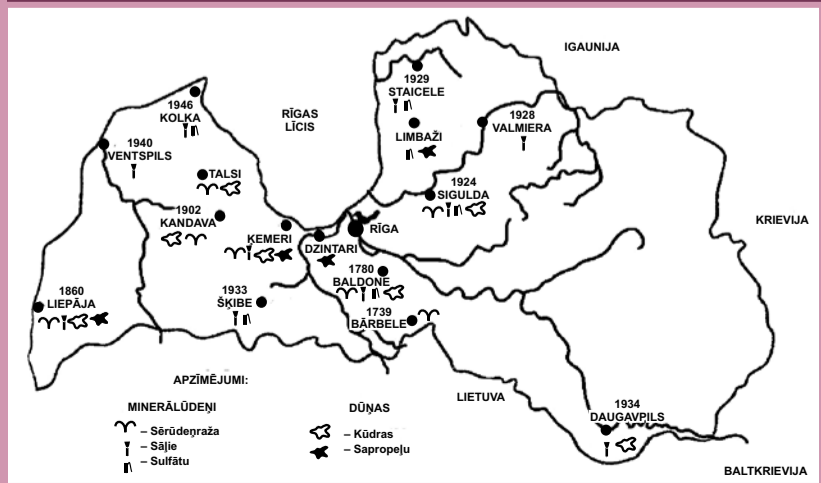 IGAUNIJA
1929
STAICELE
1946
KOLKA
RĪGAS
LĪCIS
1928
VALMIERA
LIMBAŽI
1940
VENTSPILS
TALSI
1924
SIGULDA
1902
KANDAVA
KRIEVIJA
ĶEMERI
DZINTARI
RĪGA
1780
BALDONE
1860
LIEPĀJA
1933
ŠĶIBE
1739
BĀRBELE
APZĪMĒJUMI:
LIETUVA
1934
DAUGAVPILS
MINERĀLŪDEŅI
– Sērūdeņraža
– Sāļie
– Sulfātu
DŪŅAS
– Kūdras
– Sapropeļu
BALTKRIEVIJA